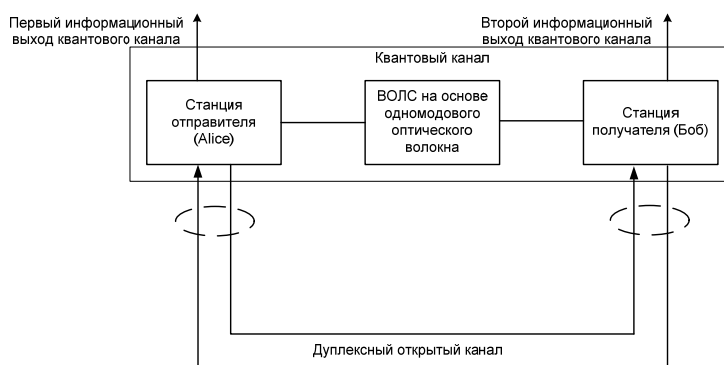 Первый информационный
выход квантового канала
Второй информационный
выход квантового канала
Квантовый канал
Станция
отправителя
(Alice)
ВОЛС на основе
одномодового
оптического
волокна
Станция
получателя (Боб)
Дуплексный открытый канал